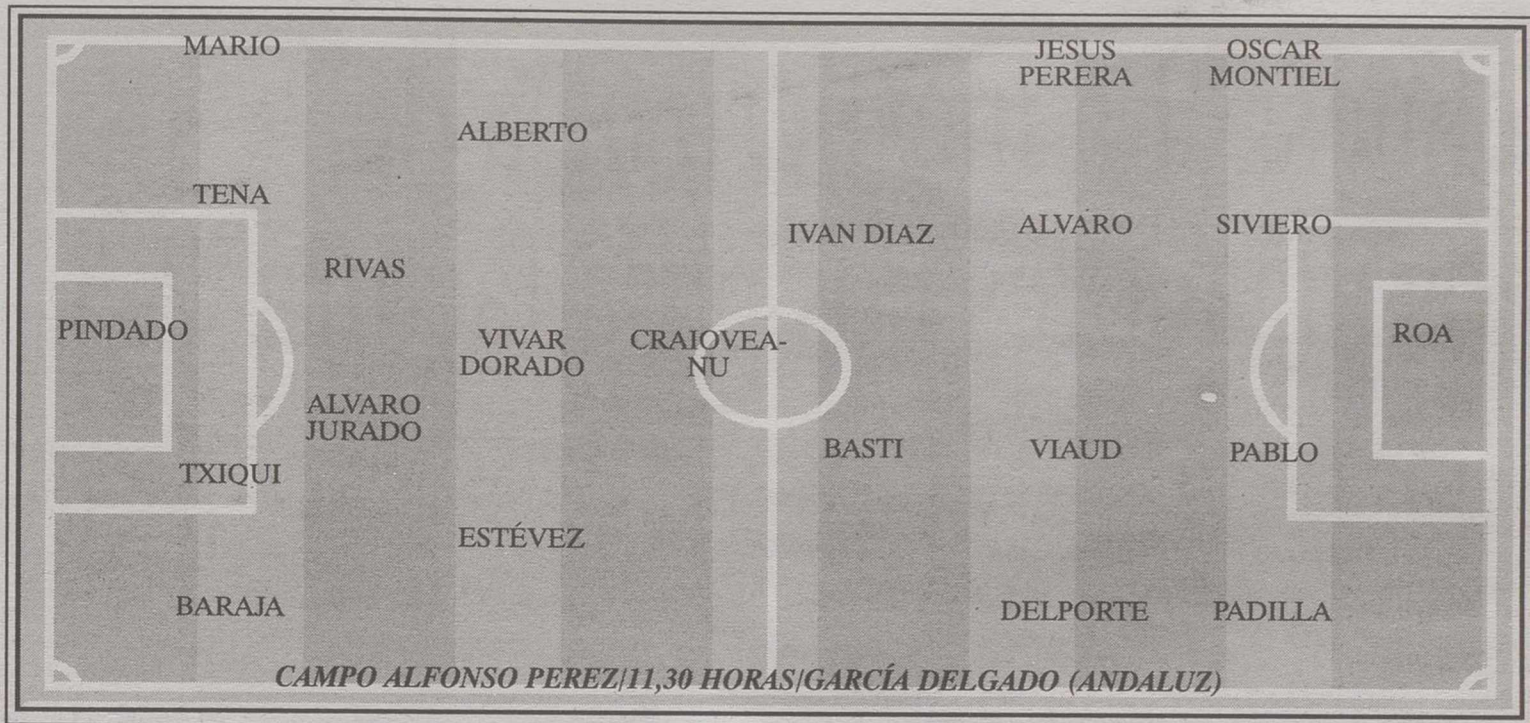 MARIO
TENA
TXIQUI
BARAJA
PINDADO
RIVAS
ALVARO
JURADO
ALBERTO
VIVAR
DORADO
ESTÉVEZ
CRAIOVEA-
NU
IVAN DIAZ
BASTI
JESUS
PERERA
ALVARO
VIAUD
DELPORTE
OSCAR
MONTIEL
SIVIERO
PABLO
PADILLA
ROA
CAMPO ALFONSO PEREZ/11,30 HORAS/GARCÍA DELGADO (ANDALUZ)